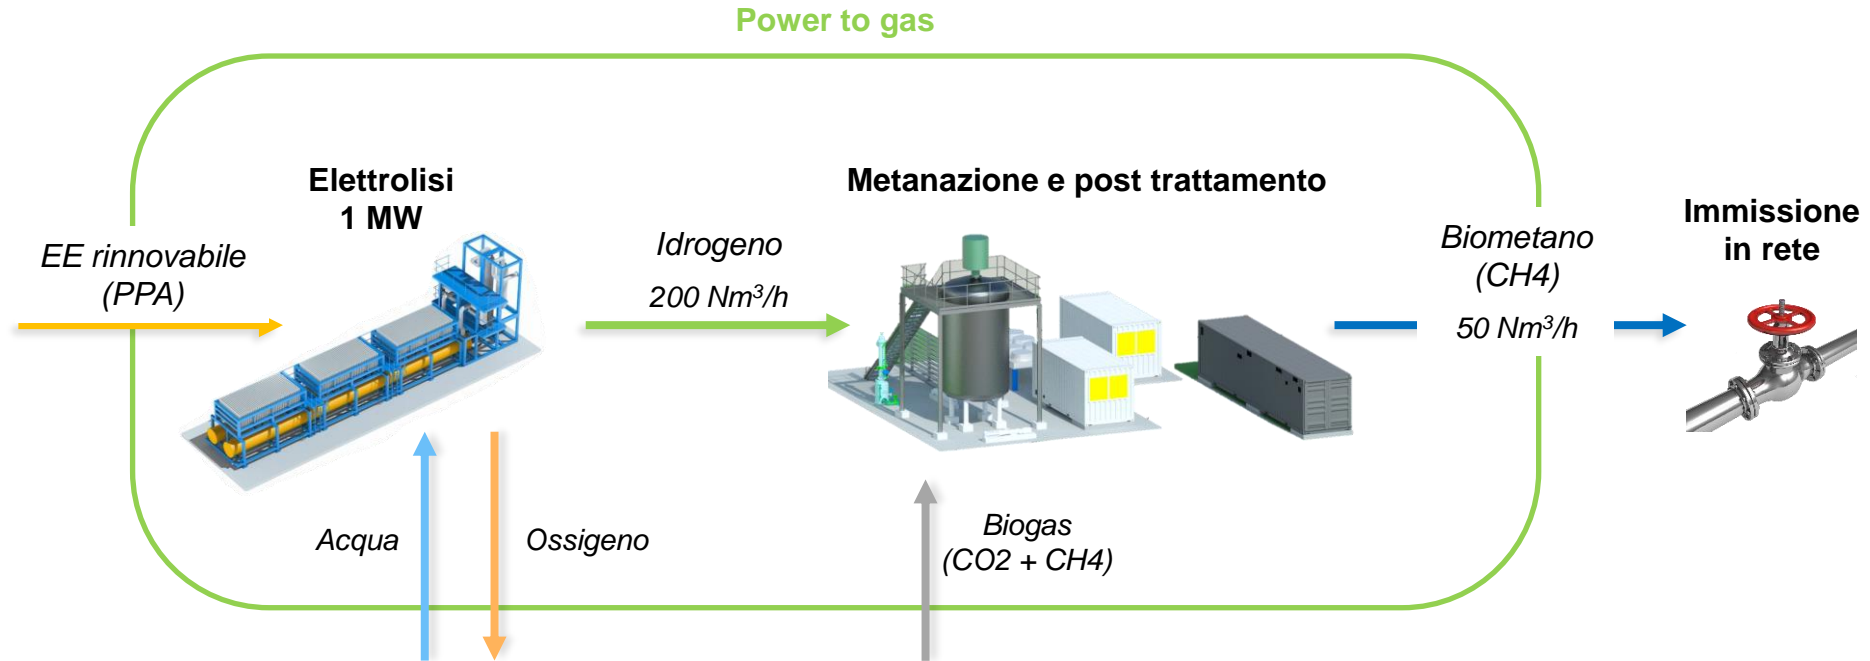 Power to gas
Elettrolisi
1 MW
Metanazione e post trattamento
Immissione
in rete
EE rinnovabile
(PPA)
Idrogeno
200 Nm³/h
Biometano
(CH4)
50 Nm³/h
Acqua
Ossigeno
Biogas
(CO2 + CH4)